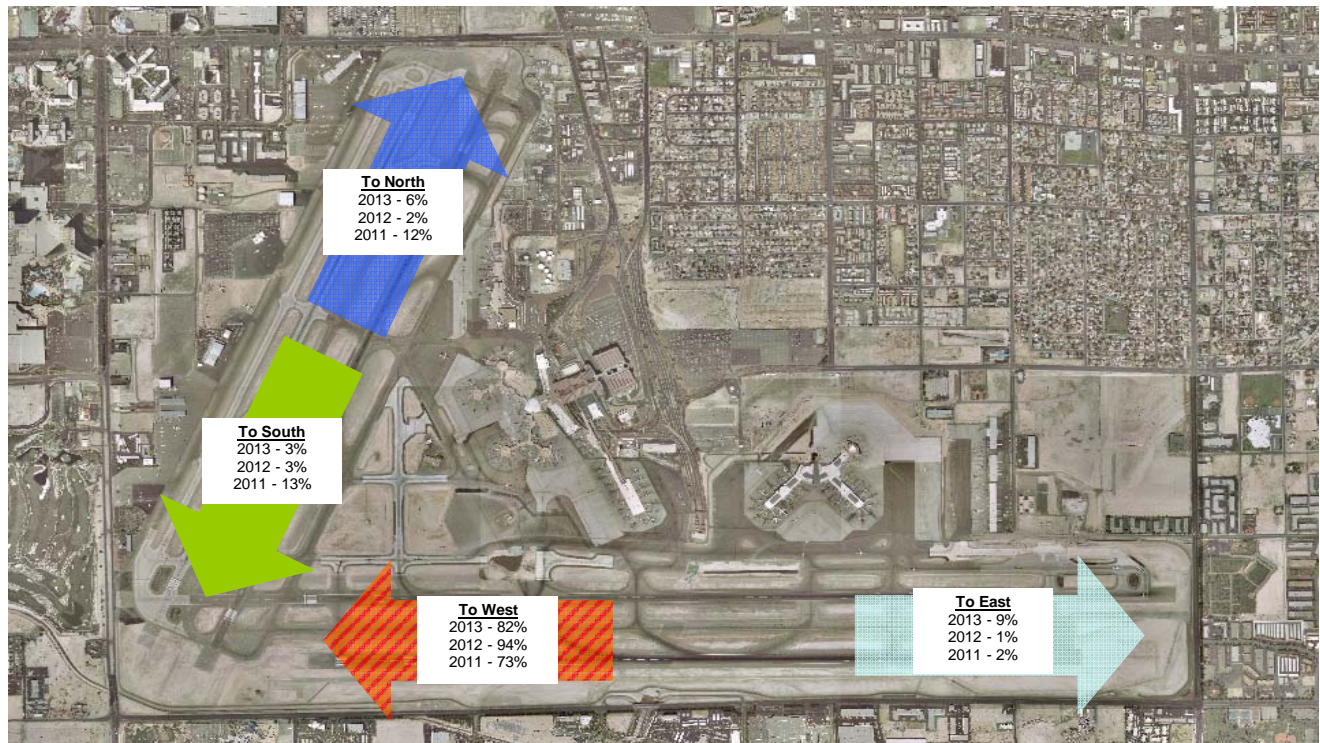 To North
2013 - 6%
2012 - 2%
2011 - 12%
To South
2013 - 3%
2012 - 3%
2011 - 13%
To West
2013 - 82%
2012 - 94%
2011 - 73%
To East
2013 - 9%
2012 - 1%
2011 - 2%